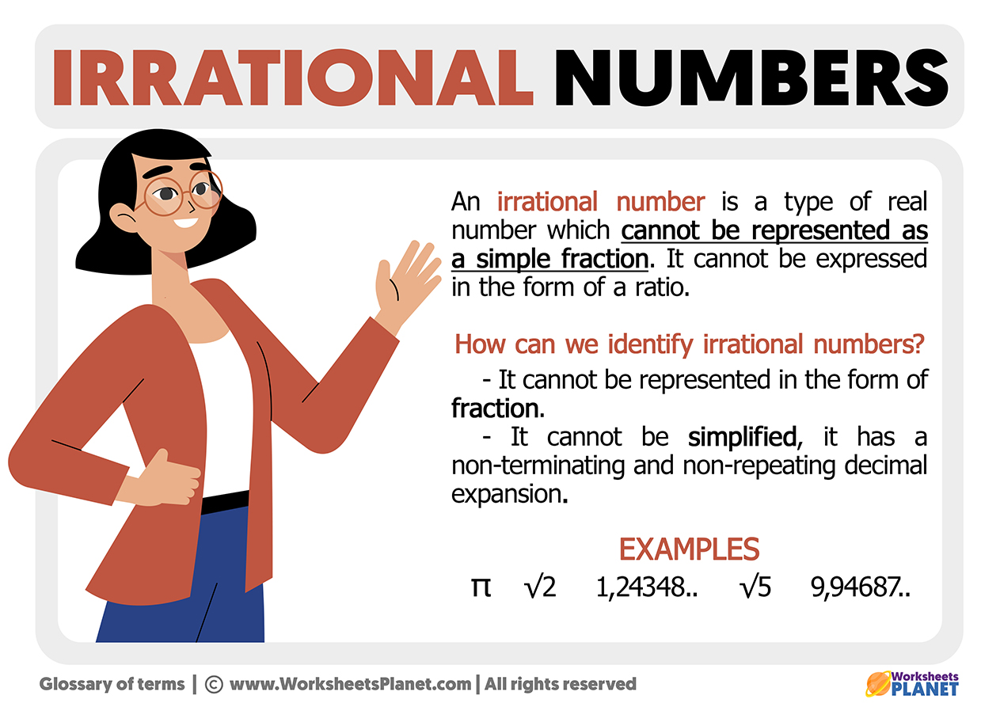 IRRATIONAL NUMBERS
An irrational number is a type of real
number which cannot be represented as
a simple fraction. It cannot be expressed
in the form of a ratio.
How can we identify irrational numbers?
- It cannot be represented in the form of
fraction.
- It cannot be simplified, it has a
non-terminating and non-repeating decimal
expansion.
EXAMPLES
π √2 1,24348.. √5 9,94687..
Glossary of terms | © www.WorksheetsPlanet.com | All rights reserved
Worksheets
PLANET